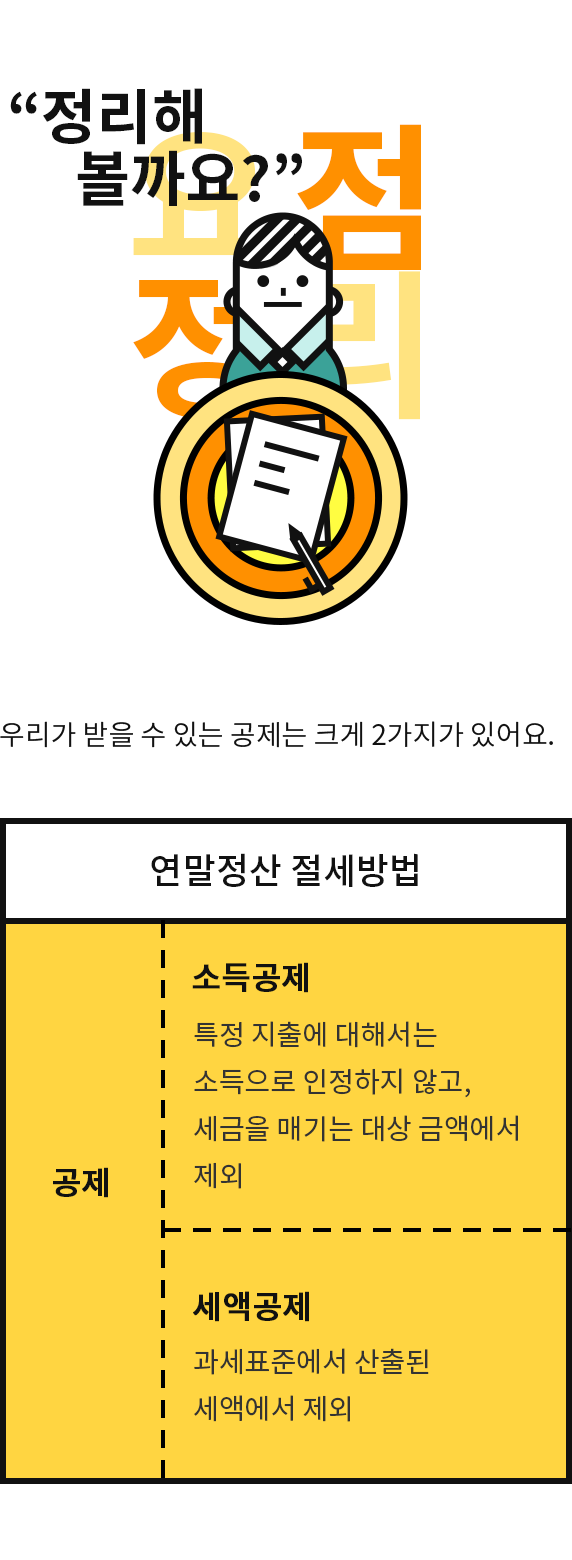 “정리해
볼까요?”
요점
정리
우리가 받을 수 있는 공제는 크게 2가지가 있어요.
연말정산 절세방법
공제
소득공제
특정 지출에 대해서는
소득으로 인정하지 않고,
세금을 매기는 대상 금액에서
제외
세액공제
과세표준에서 산출된
세액에서 제외